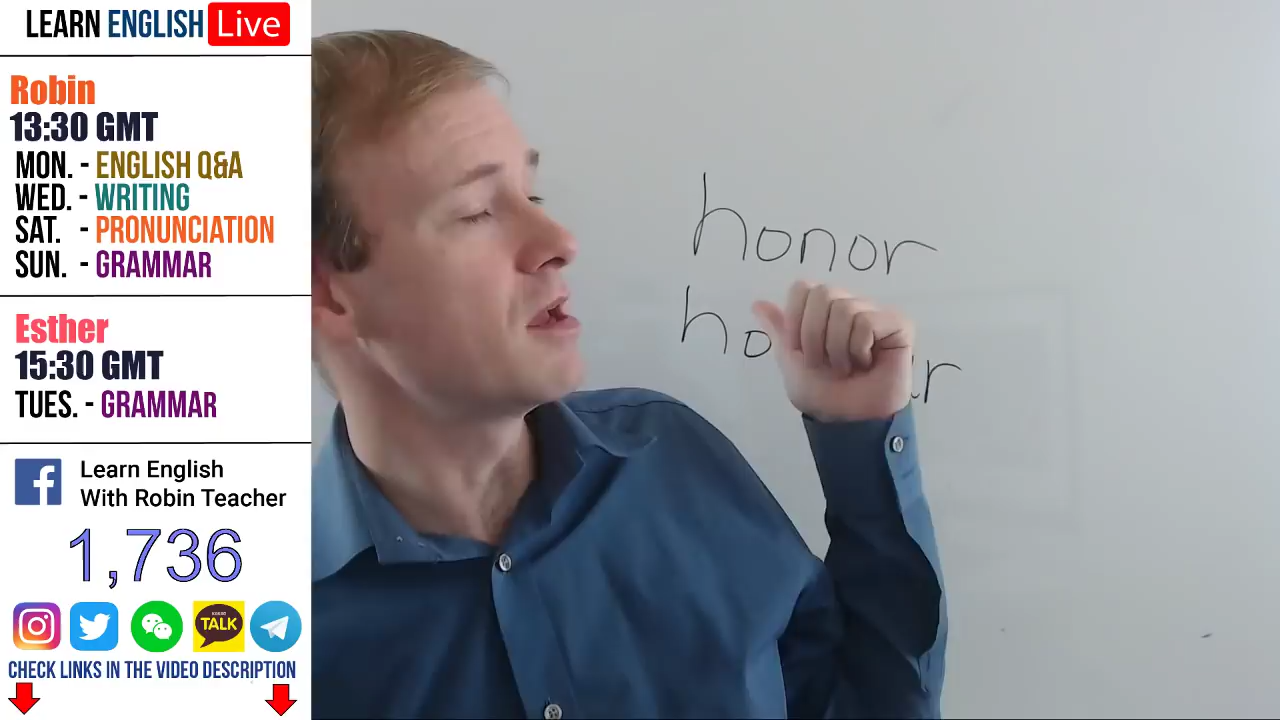 LEARN ENGLISH Live
Robin
13:30 GMT
MON. - ENGLISH Q&A
WED. - WRITING
SAT. - PRONUNCIATION
SUN. - GRAMMAR
Esther
15:30 GMT
TUES. - GRAMMAR
Learn English
With Robin Teacher
1,736
TALK
CHECK LINKS IN THE VIDEO DESCRIPTION
honor